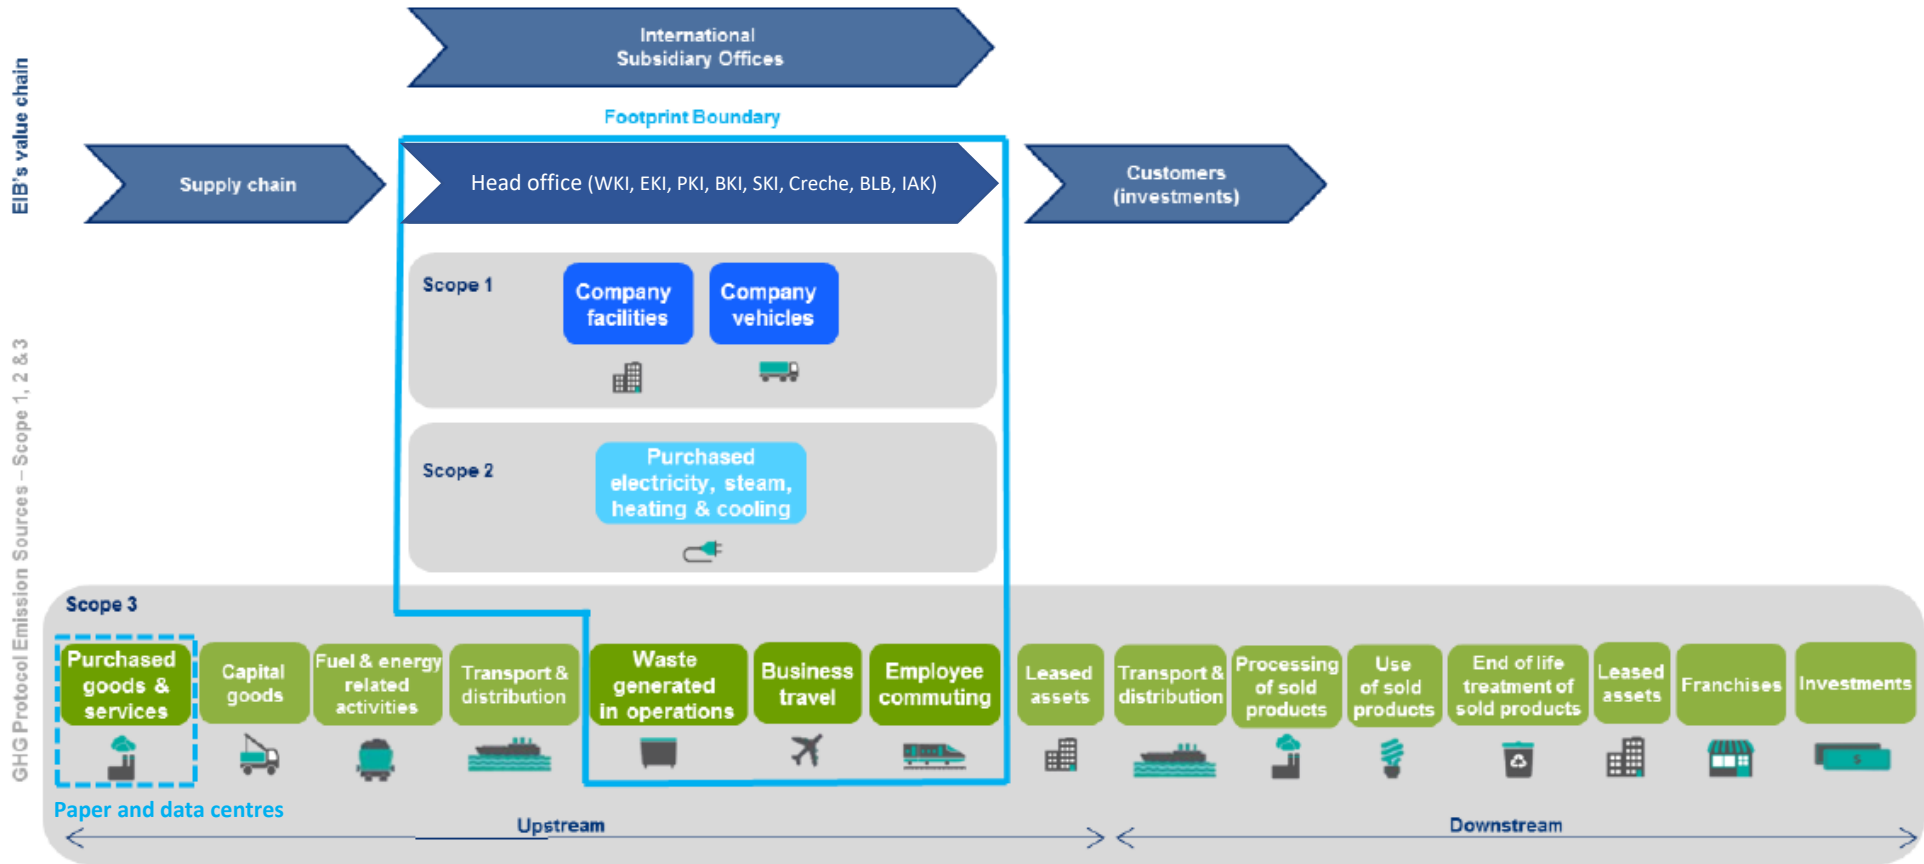 EIB's value chain
International
Subsidiary Offices
Footprint Boundary
Supply chain
Head office (WKI, EKI, PKI, BKI, SKI, Creche, BLB, IAK)
Customers
(investments)
GHG Protocol Emission Sources – Scope 1, 2 & 3
Scope 1
Company
facilities
Company
vehicles
Scope 2
Purchased
electricity, steam,
heating & cooling
Scope 3
Purchased
goods &
services
Capital
goods
Fuel & energy
related
activities
Transport &
distribution
Waste
generated
in operations
Business
travel
Employee
commuting
Leased
assets
Transport &
distribution
Processing
of sold
products
Use
of sold
products
End of life
treatment of
sold products
Leased
assets
Franchises
Investments
$
Paper and data centres
Upstream
Downstream